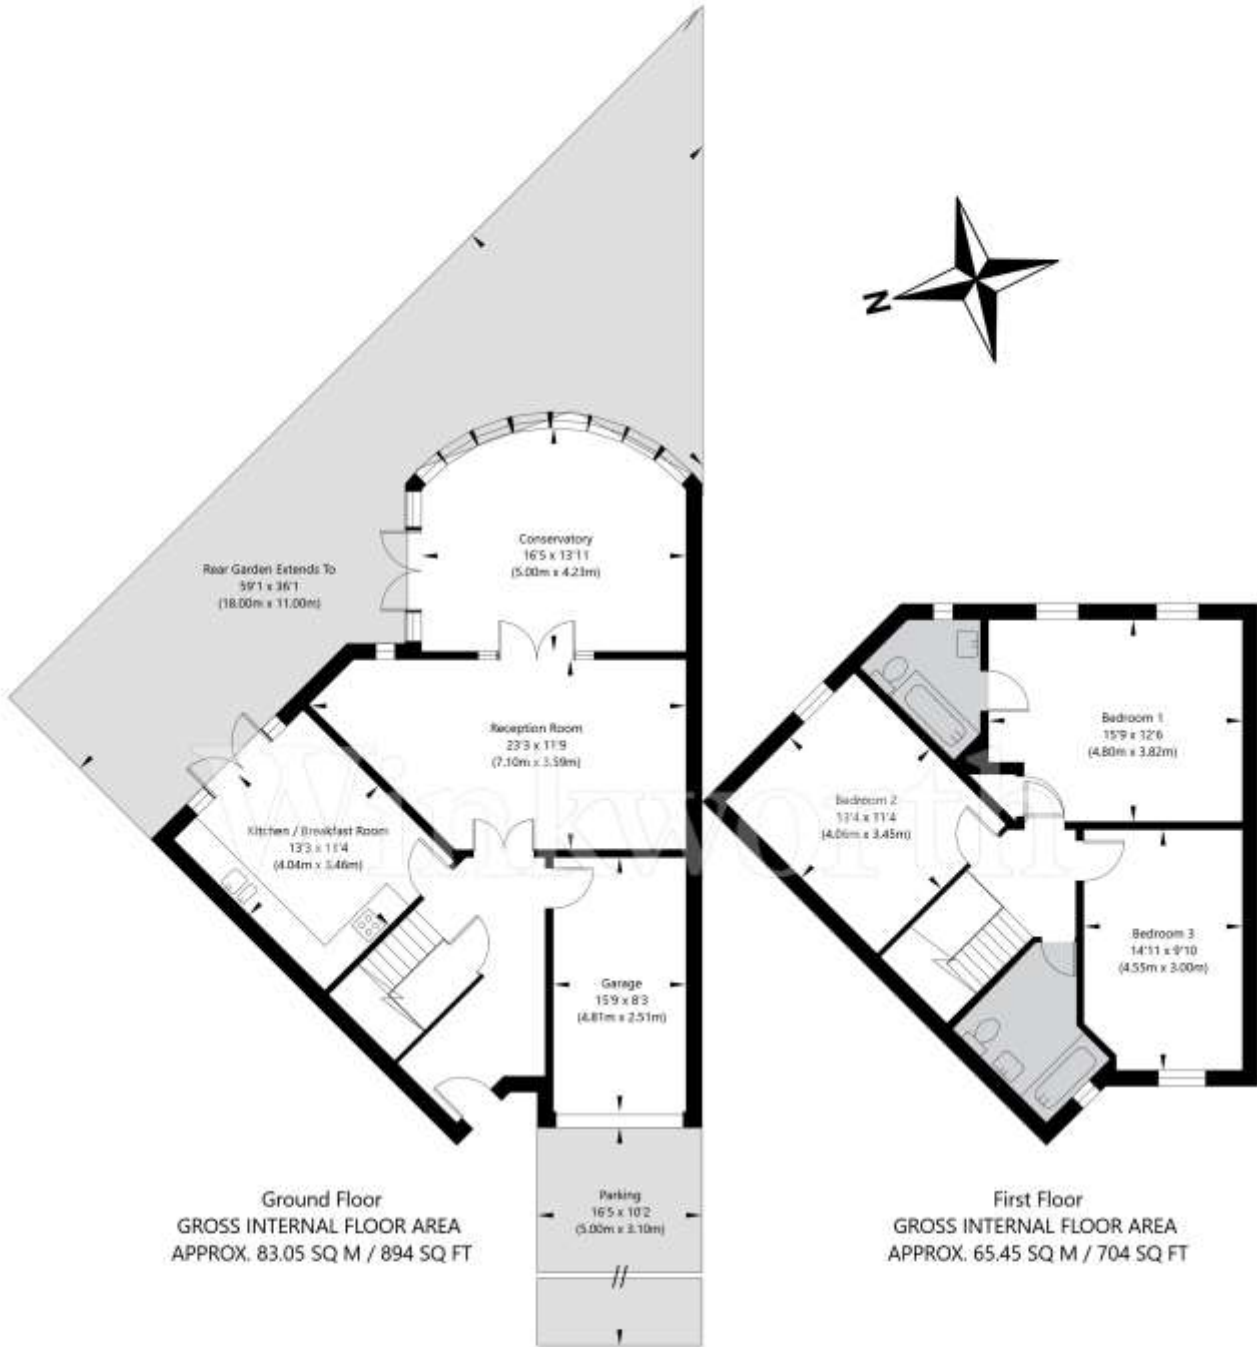 N
Conservatory
16'5 x 13'11
(5.00m x 4.23m)
Rear Garden Extends To
59'1 x 36'1
(18.00m x 11.00m)
Reception Room
23'3 x 11'9
(7.10m x 3.59m)
Kitchen / Breakfast Room
13'3 x 11'4
(4.04m x 3.46m)
Garage
15'9 x 8'3
(4.81m x 2.51m)
Parking
16'5 x 10'2
(5.00m x 3.10m)
Bedroom 1
15'9 x 12'6
(4.80m x 3.82m)
Bedroom 2
13'4 x 11'4
(4.06m x 3.45m)
Bedroom 3
14'11 x 9'10
(4.55m x 3.00m)
Winkworth
Ground Floor
GROSS INTERNAL FLOOR AREA
APPROX. 83.05 SQ M / 894 SQ FT
First Floor
GROSS INTERNAL FLOOR AREA
APPROX. 65.45 SQ M / 704 SQ FT